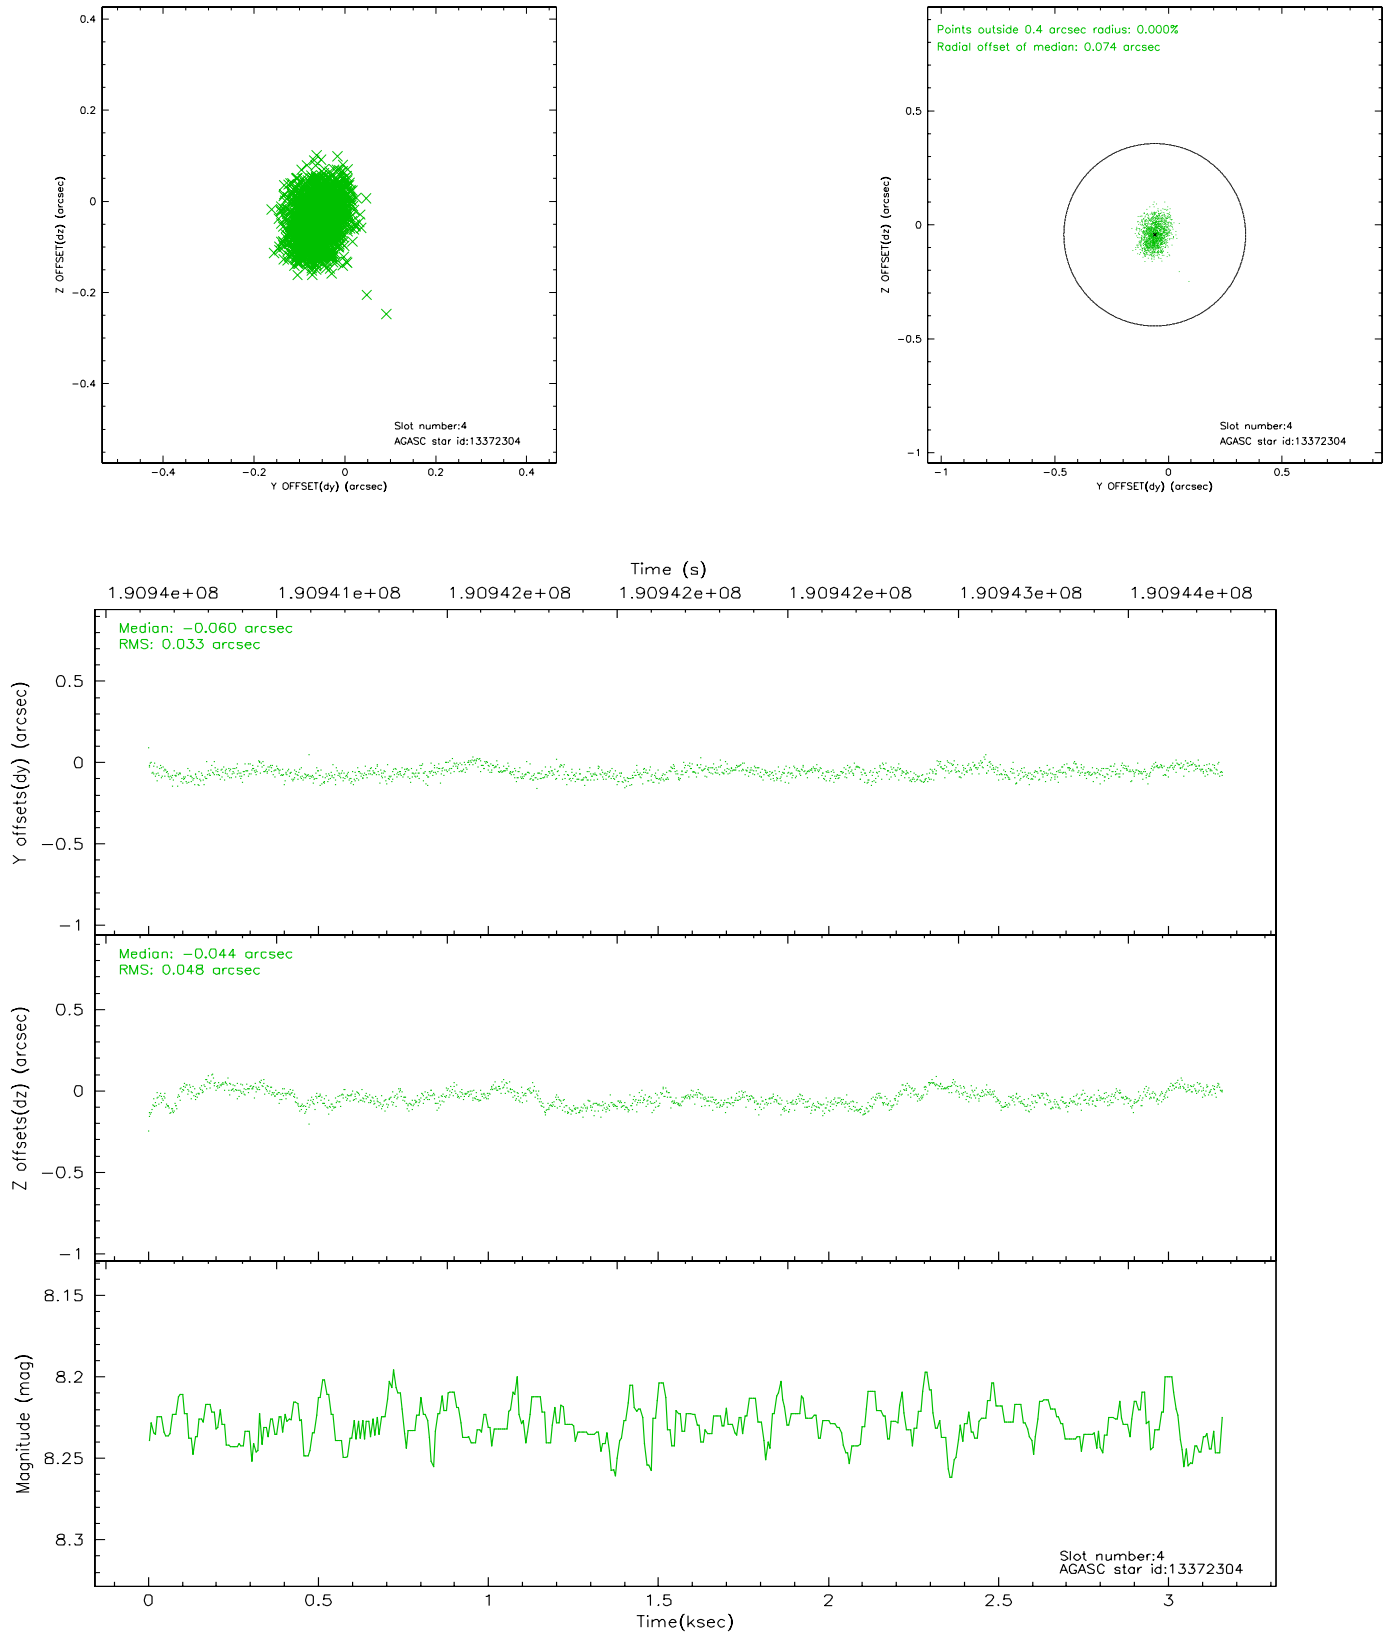 0.4
0.2
0
−0.2
−0.4
Z OFFSET(dz) (arcsec)
−0.4 −0.2 0 0.2 0.4
Y OFFSET(dy) (arcsec)
Slot number:4
AGASC star id:13372304
Points outside 0.4 arcsec radius: 0.000%
Radial offset of median: 0.074 arcsec
0.5
0
−0.5
−1
Z OFFSET(dz) (arcsec)
−1 −0.5 0 0.5
Y OFFSET(dy) (arcsec)
Slot number:4
AGASC star id:13372304
Time (s)
1.9094e+08 1.90941e+08 1.90942e+08 1.90942e+08 1.90942e+08 1.90943e+08 1.90944e+08
Median: −0.060 arcsec
RMS: 0.033 arcsec
0.5
0
−0.5
−1
Y offsets(dy) (arcsec)
Median: −0.044 arcsec
RMS: 0.048 arcsec
0.5
0
−0.5
−1
Z offsets(dz) (arcsec)
8.15
8.2
8.25
8.3
Magnitude (mag)
Slot number:4
AGASC star id:13372304
0 0.5 1 1.5 2 2.5 3
Time(ksec)